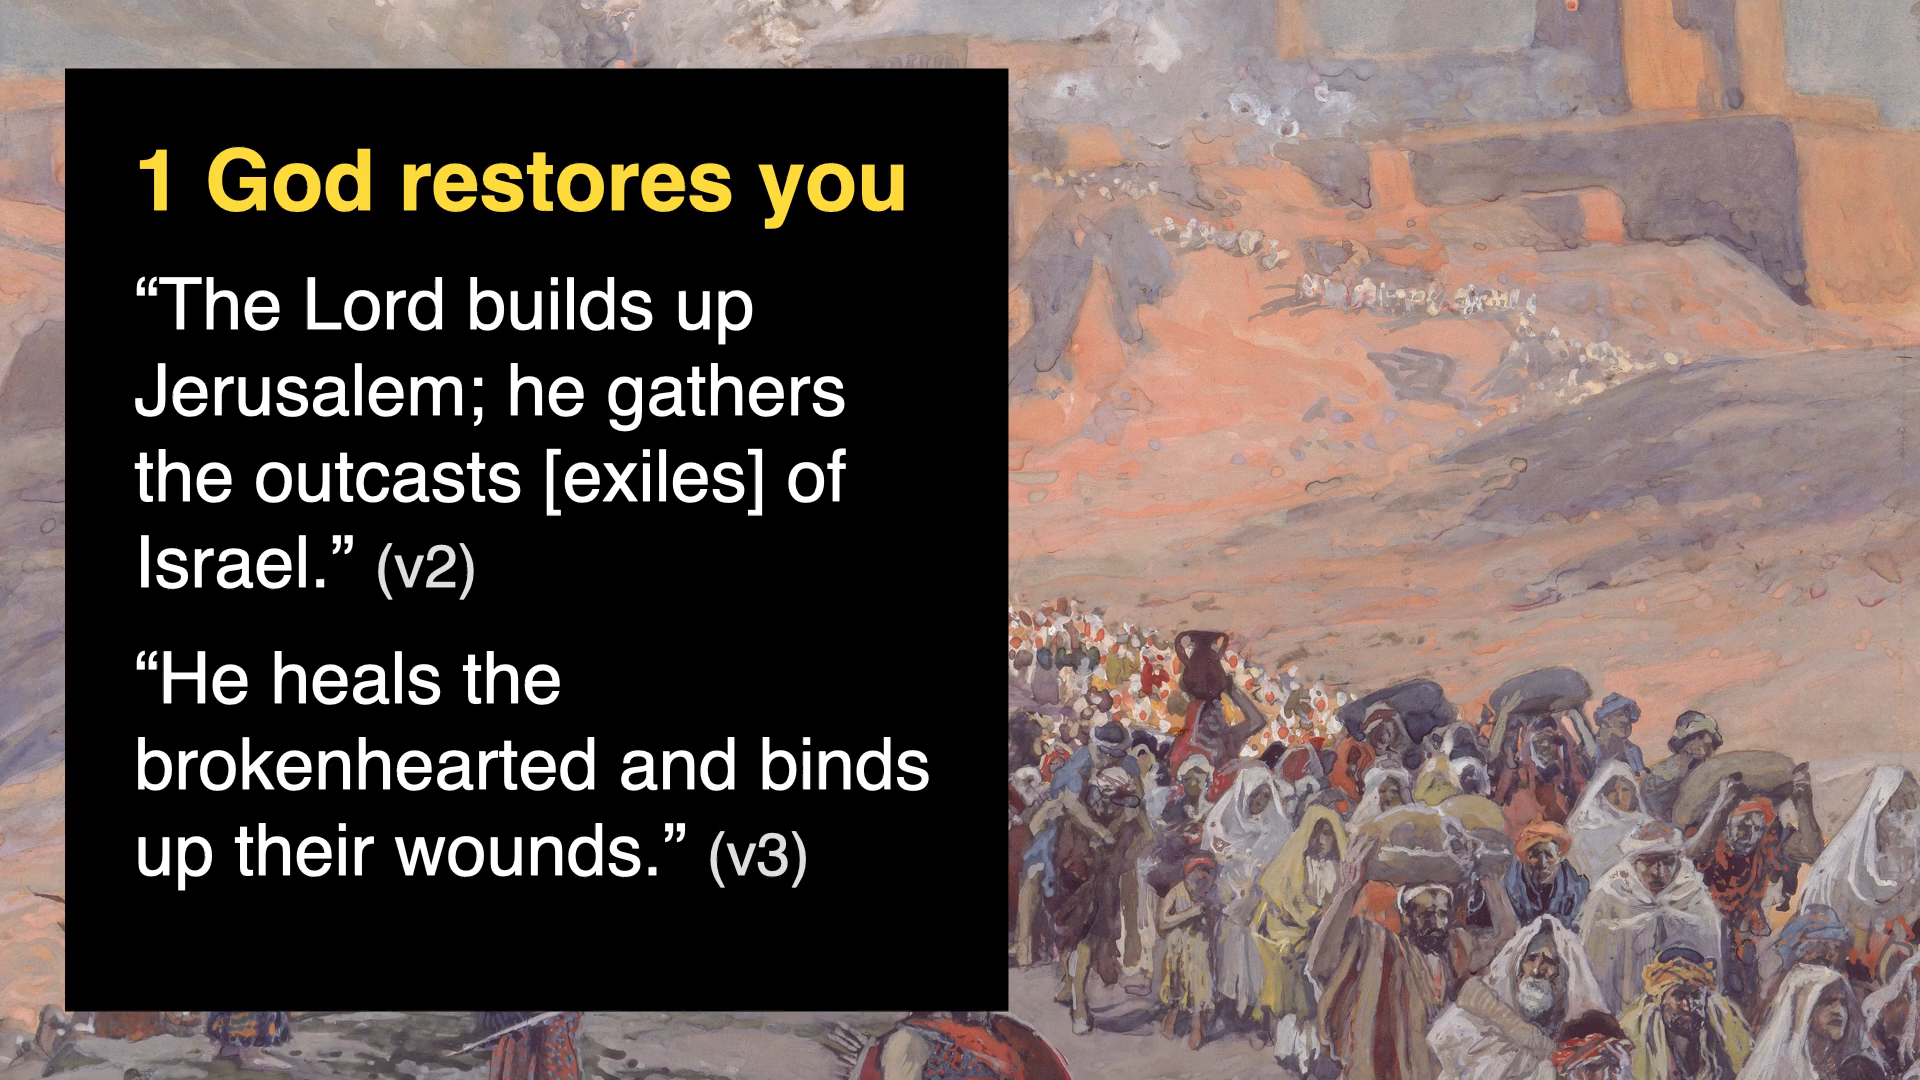 1 God restores you
“The Lord builds up
Jerusalem; he gathers
the outcasts [exiles] of
Israel.” (v2)
“He heals the
brokenhearted and binds
up their wounds.” (v3)